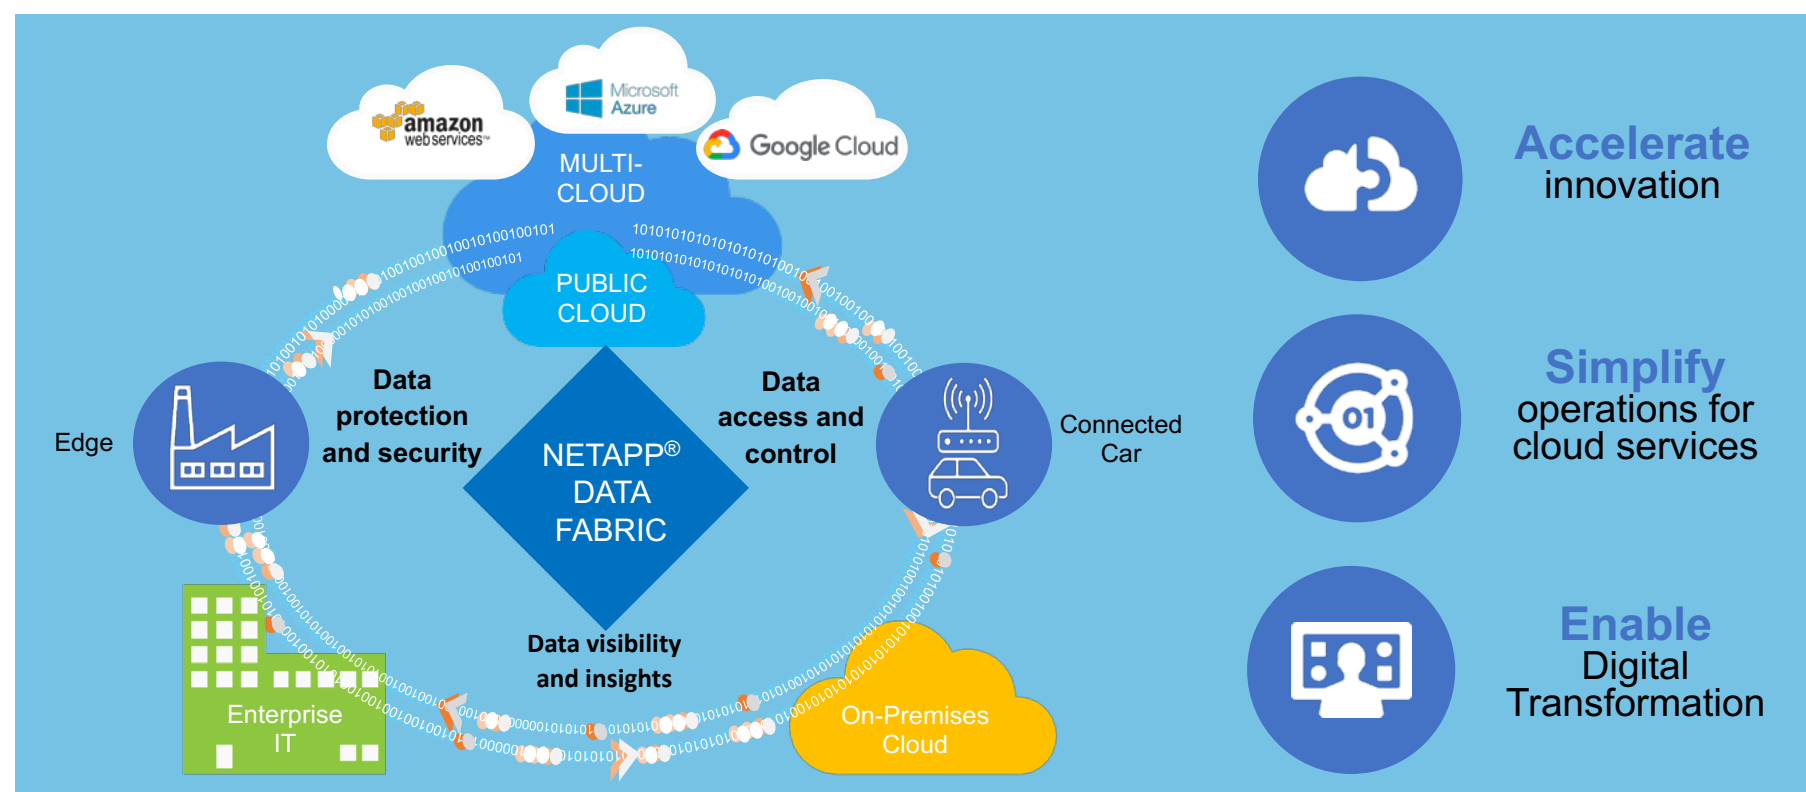 Microsoft
Azure
amazon
webservices™
Google Cloud
MULTI-
CLOUD
PUBLIC
CLOUD
Data
protection
and security
Data
access and
control
Edge
NETAPP®
DATA
FABRIC
Connected
Car
Data visibility
and insights
Enterprise
IT
On-Premises
Cloud
Accelerate
innovation
01
Simplify
operations for
cloud services
Enable
Digital
Transformation